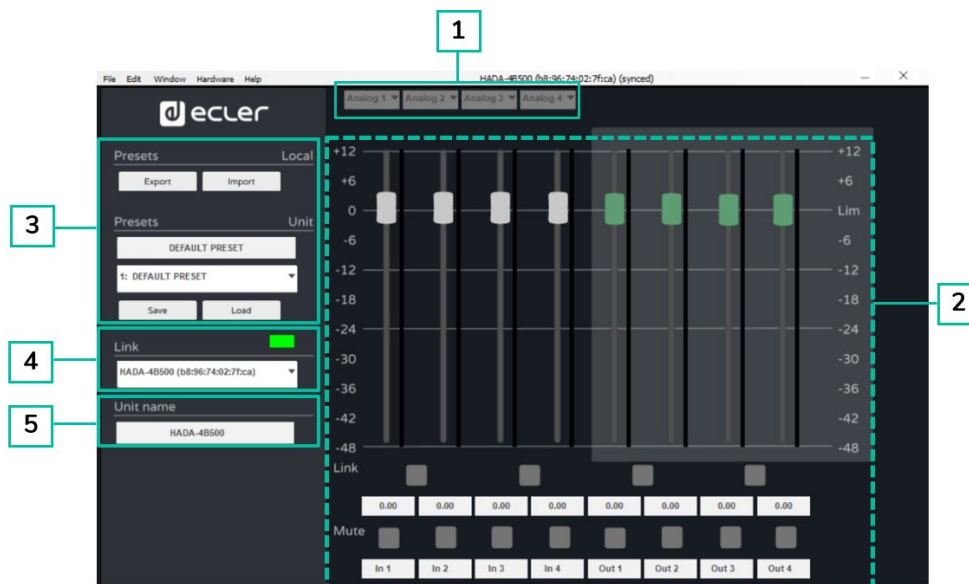 1
File Edit Window Hardware Help
HADA-4B500 (b8:96:74:02:7f:ca) (synced)
ecler
Analog 1 Analog 2 Analog 3 Analog 4
Presets Local
Export Import
Presets Unit
DEFAULT PRESET
1: DEFAULT PRESET
Save Load
3
Link
HADA-4B500 (b8:96:74:02:7f:ca)
4
Unit name
HADA-4B500
5
+12 +12
+6 +6
0 Lim
-6 -6
-12 -12
-18 -18
-24 -24
-30 -30
-36 -36
-42 -42
-48 -48
2
Link
0.00 0.00 0.00 0.00 0.00 0.00 0.00 0.00
Mute
In 1 In 2 In 3 In 4 Out 1 Out 2 Out 3 Out 4